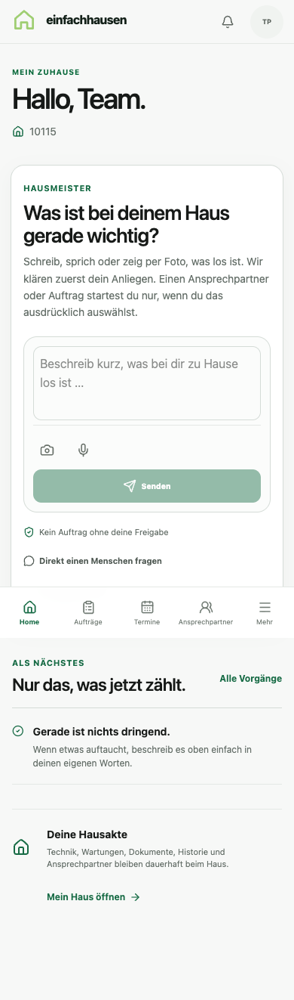 einfachhausen
TP
MEIN ZUHAUSE
Hallo, Team.
10115
HAUSMEISTER
Was ist bei deinem Haus
gerade wichtig?
Schreib, sprich oder zeig per Foto, was los ist. Wir
klären zuerst dein Anliegen. Einen Ansprechpartner
oder Auftrag startest du nur, wenn du das
ausdrücklich auswählst.
Beschreib kurz, was bei dir zu Hause
los ist ...
Senden
Kein Auftrag ohne deine Freigabe
Direkt einen Menschen fragen
Home
Aufträge
Termine
Ansprechpartner
Mehr
ALS NÄCHSTES
Nur das, was jetzt zählt.
Alle Vorgänge
Gerade ist nichts dringend.
Wenn etwas auftaucht, beschreib es oben einfach in
deinen eigenen Worten.
Deine Hausakte
Technik, Wartungen, Dokumente, Historie und
Ansprechpartner bleiben dauerhaft beim Haus.
Mein Haus öffnen